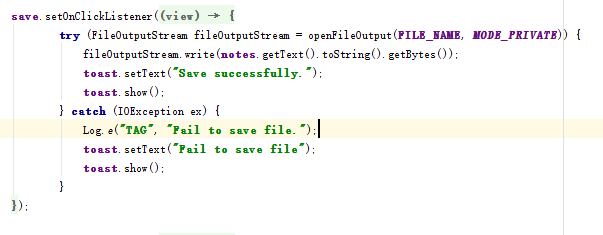 save.setOnClickListener((view) → {
try (FileOutputStream fileOutputStream = openFileOutput(FILE_NAME, MODE_PRIVATE)) {
fileOutputStream.write(notes.getText().toString().getBytes());
toast.setText("Save successfully.");
toast.show();
} catch (IOException ex) {
Log.e("TAG", "Fail to save file.");
toast.setText("Fail to save file");
toast.show();
}
});